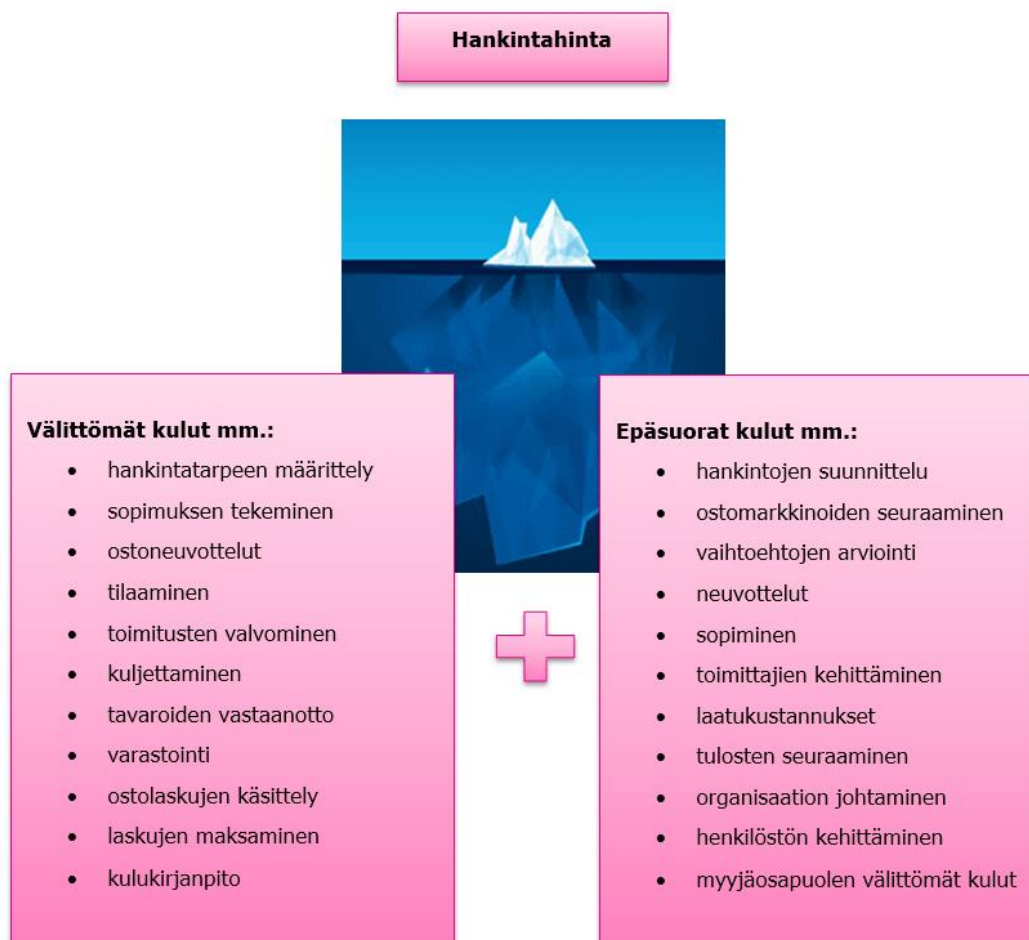 Hankintahinta
Välittömät kulut mm.:
• hankintatarpeen määrittely
• sopimuksen tekeminen
• ostoneuvottelut
• tilaaminen
• toimitusten valvominen
• kuljettaminen
• tavaroiden vastaanotto
• varastointi
• ostolaskujen käsittely
• laskujen maksaminen
• kulukirjanpito
Epäsuorat kulut mm.:
• hankintojen suunnittelu
• ostomarkkinoiden seuraaminen
• vaihtoehtojen arviointi
• neuvottelut
• sopiminen
• toimittajien kehittäminen
• laatukustannukset
• tulosten seuraaminen
• organisaation johtaminen
• henkilöstön kehittäminen
• myyjäosapuolen välittömät kulut